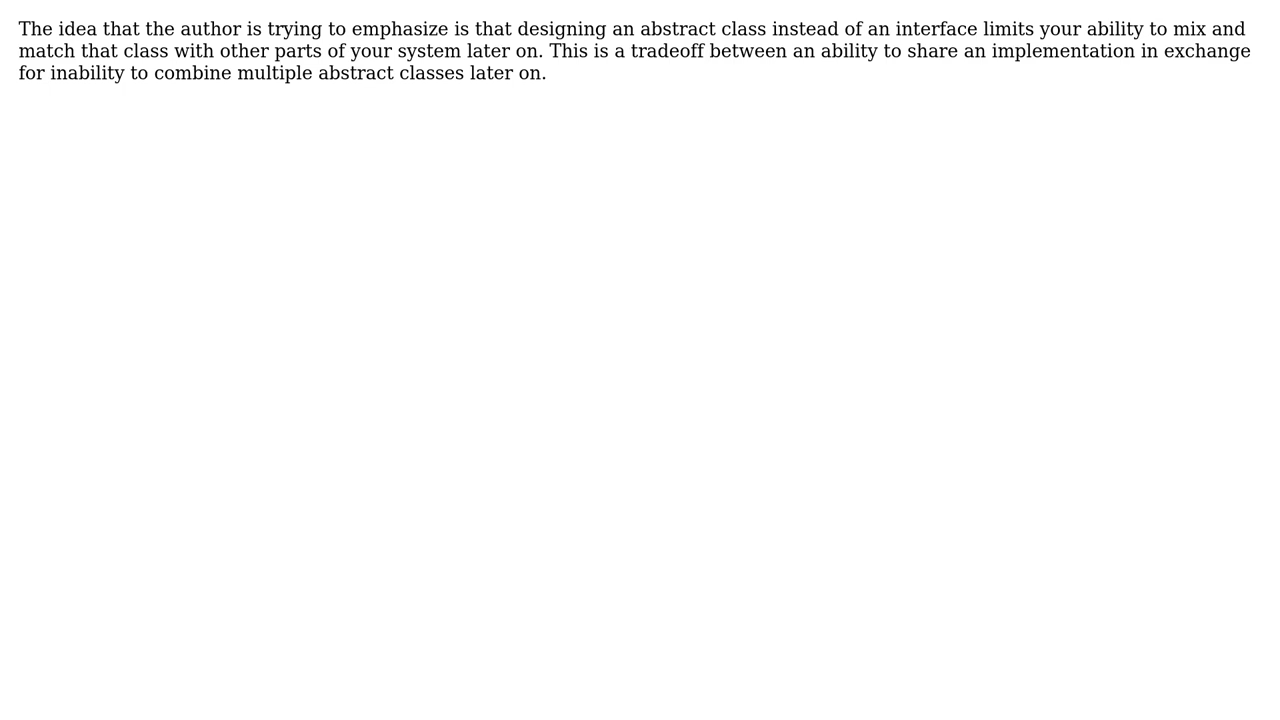 The idea that the author is trying to emphasize is that designing an abstract class instead of an interface limits your ability to mix and
match that class with other parts of your system later on. This is a tradeoff between an ability to share an implementation in exchange
for inability to combine multiple abstract classes later on.